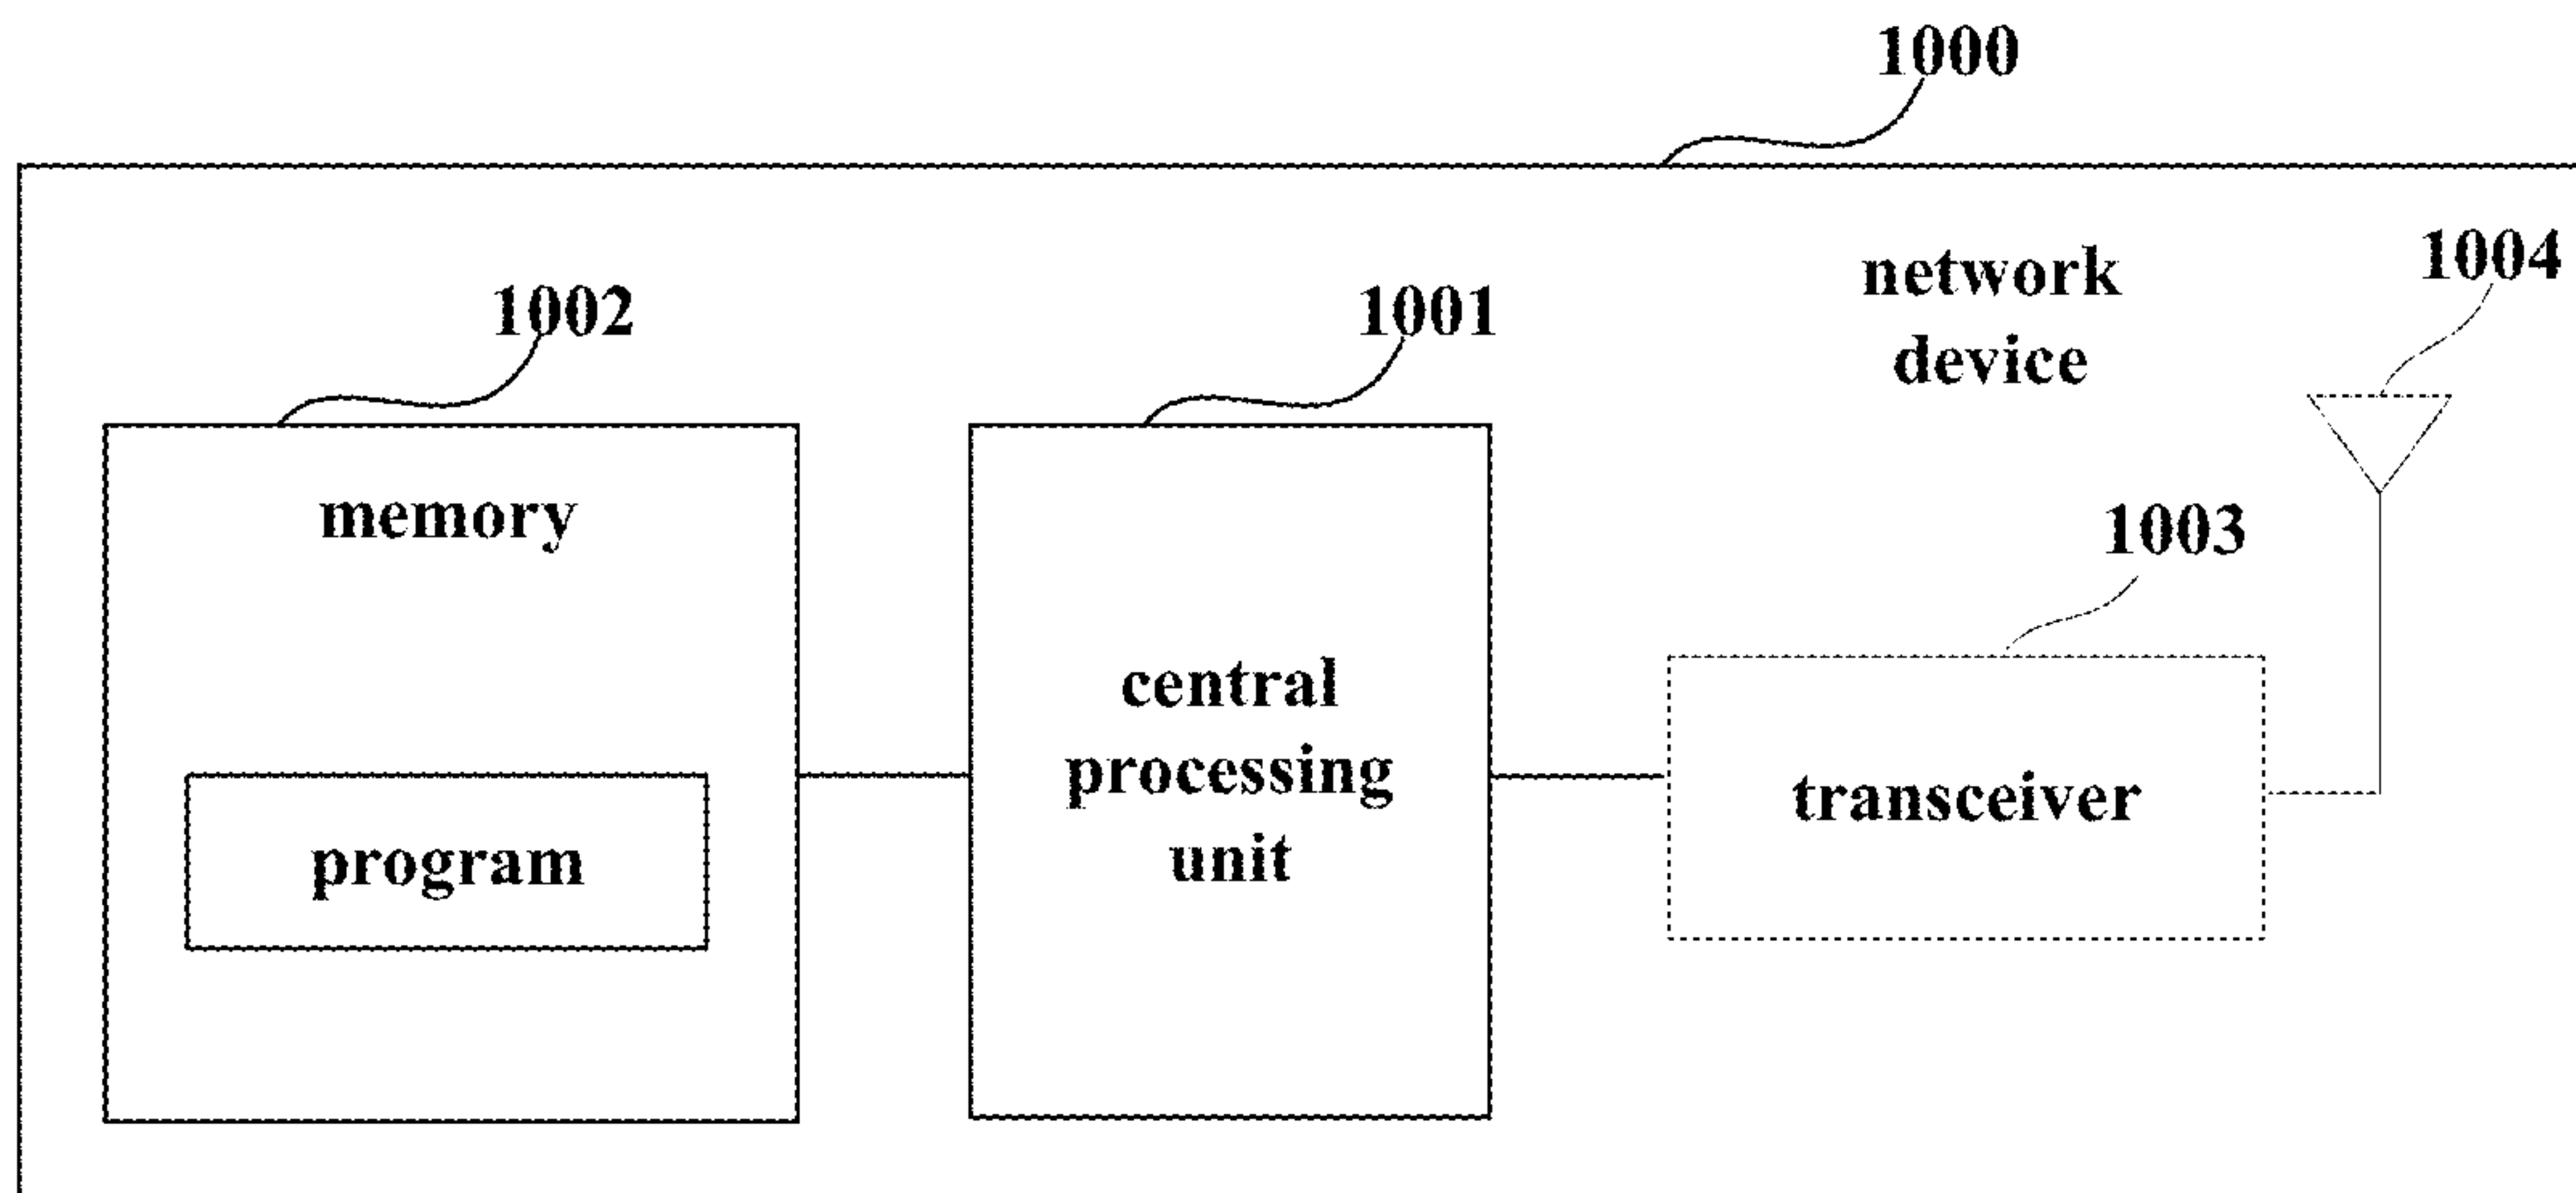 1000
network
device
1004
1002
1001
memory
1003
central
processing
unit
transceiver
program